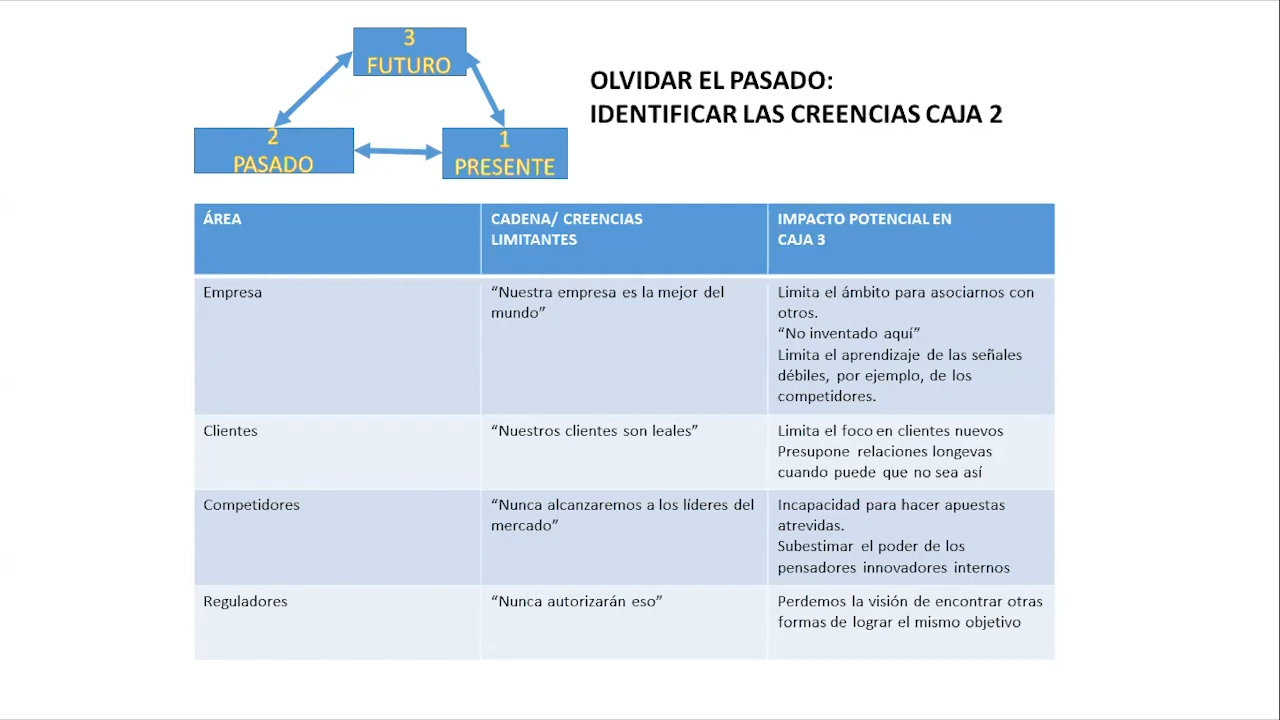 3
FUTURO
2
PASADO
1
PRESENTE
OLVIDAR EL PASADO:
IDENTIFICAR LAS CREENCIAS CAJA 2
ÁREA
CADENA/ CREENCIAS
LIMITANTES
IMPACTO POTENCIAL EN
CAJA 3
Empresa
“Nuestra empresa es la mejor del
mundo”
Limita el ámbito para asociarnos con
otros.
“No inventado aquí”
Limita el aprendizaje de las señales
débiles, por ejemplo, de los
competidores.
Clientes
“Nuestros clientes son leales”
Limita el foco en clientes nuevos
Presupone relaciones longevas
cuando puede que no sea así
Competidores
“Nunca alcanzaremos a los líderes del
mercado”
Incapacidad para hacer apuestas
atrevidas.
Subestimar el poder de los
pensadores innovadores internos
Reguladores
“Nunca autorizarán eso”
Perdemos la visión de encontrar otras
formas de lograr el mismo objetivo